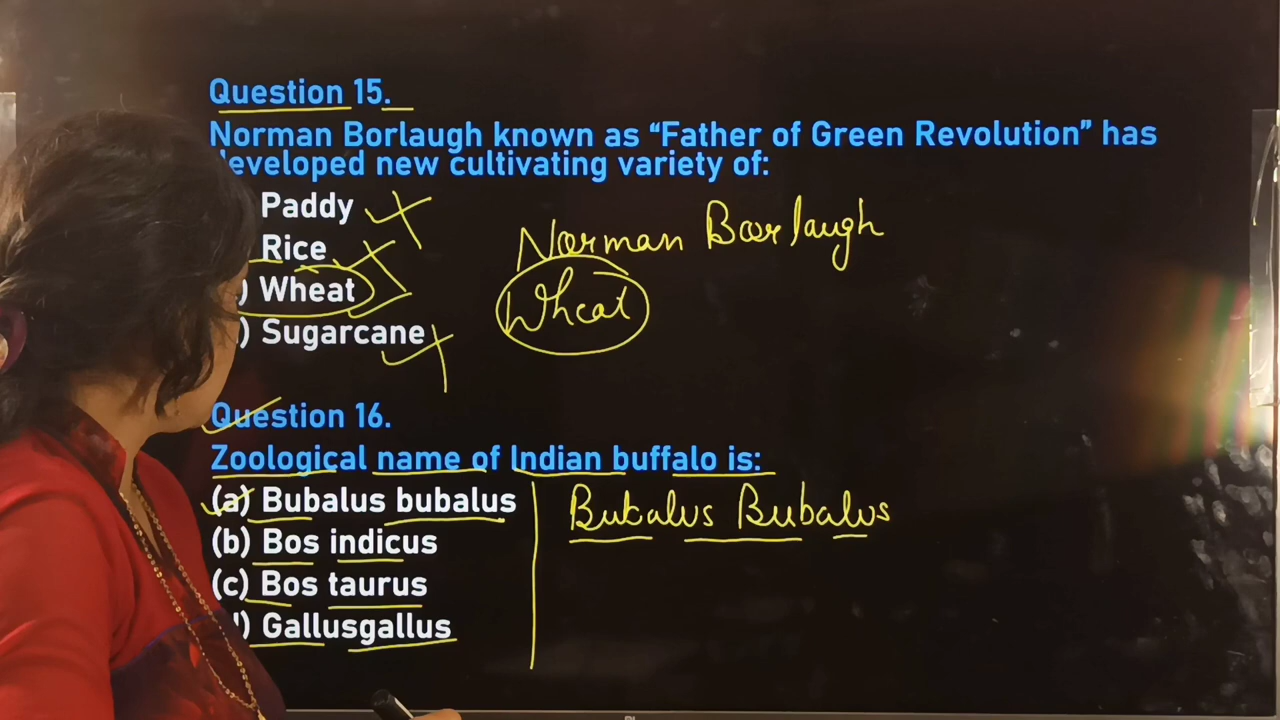 Question 15.
Norman Borlaugh known as “Father of Green Revolution” has
developed new cultivating variety of:
Paddy
Rice
) Wheat
) Sugarcane
Norman Borlaugh
Wheat
Question 16.
Zoological name of Indian buffalo is:
(a) Bubalus bubalus
(b) Bos indicus
(c) Bos taurus
) Gallusgallus
Bubalus Bubalus